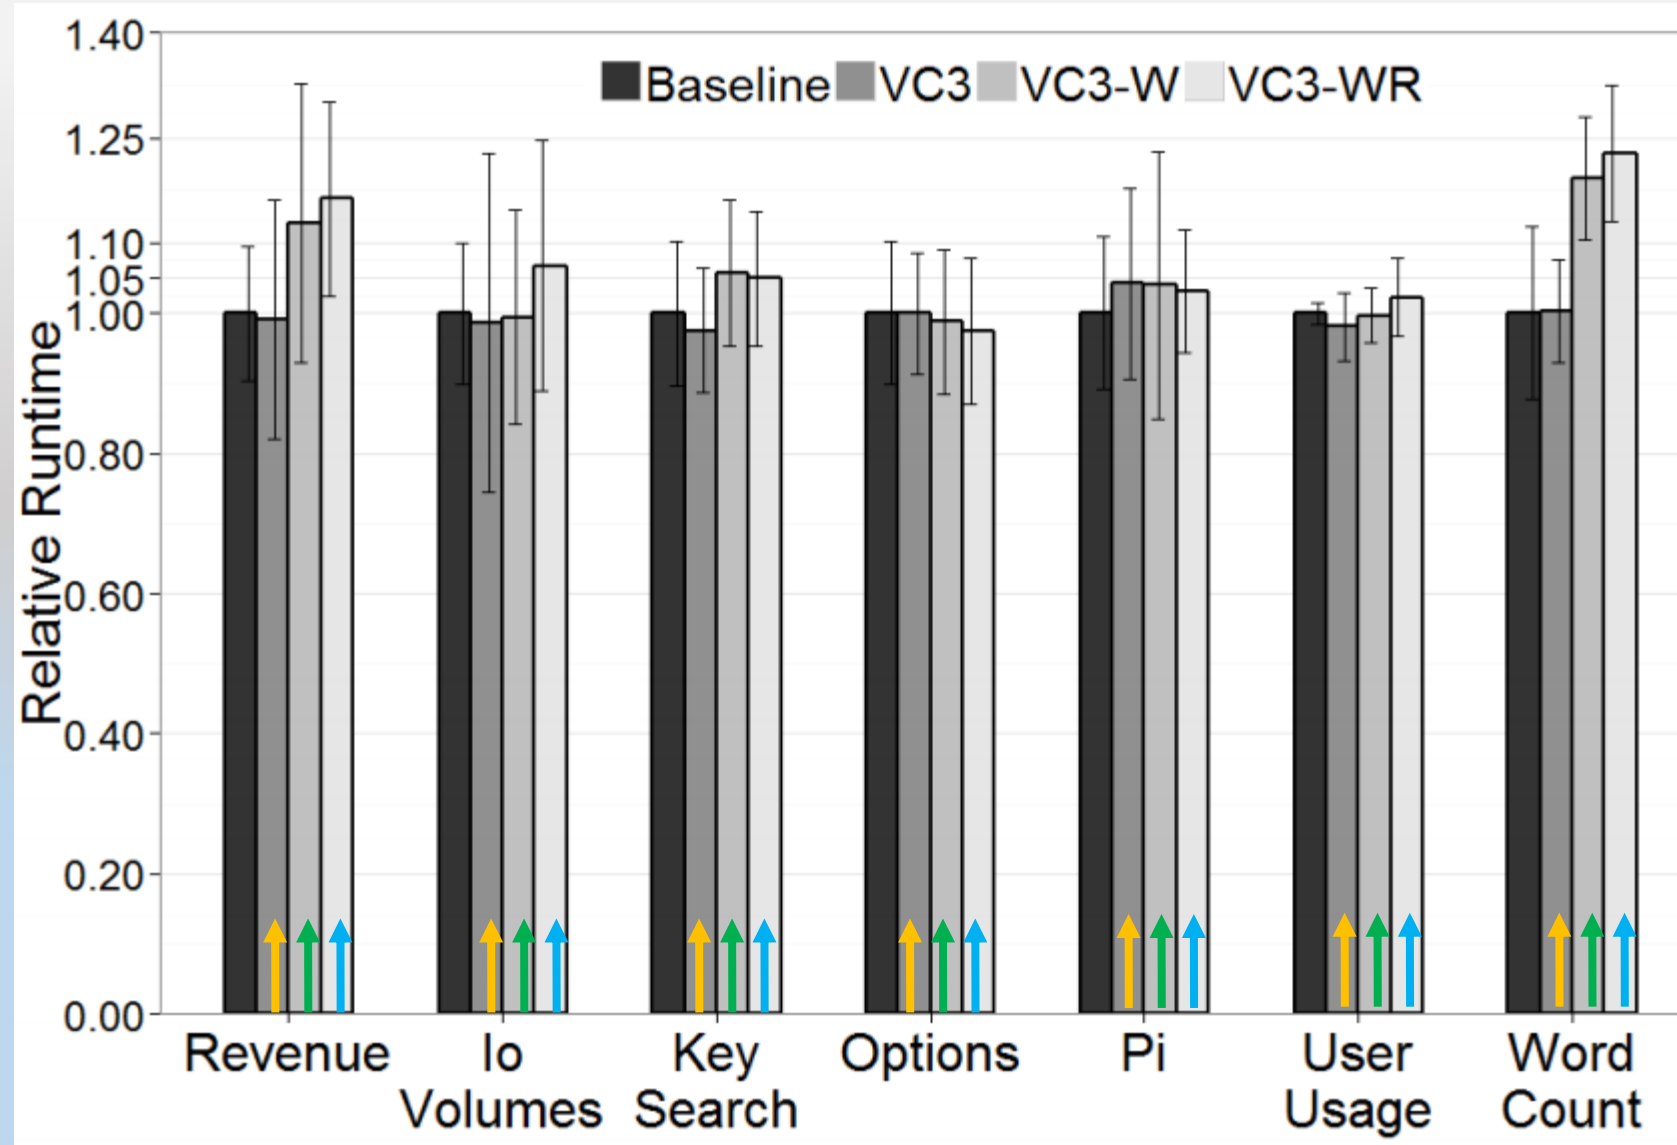 1.40
Baseline VC3 VC3-W VC3-WR
1.25
1.10
1.05
1.00
0.80
0.60
0.40
0.20
0.00
Relative Runtime
Revenue Io Key Options Pi User Word
Volumes Search Usage Count